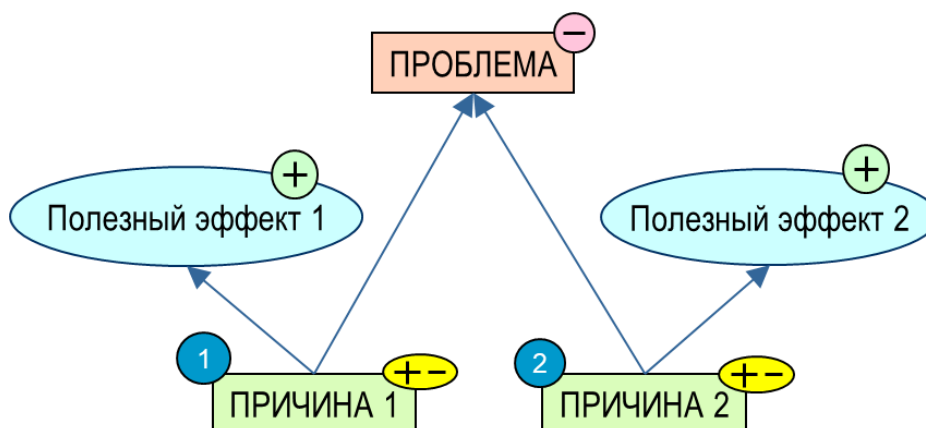 ПРОБЛЕМА
−
+
Полезный эффект 1
+
Полезный эффект 2
1
+ −
ПРИЧИНА 1
2
+ −
ПРИЧИНА 2